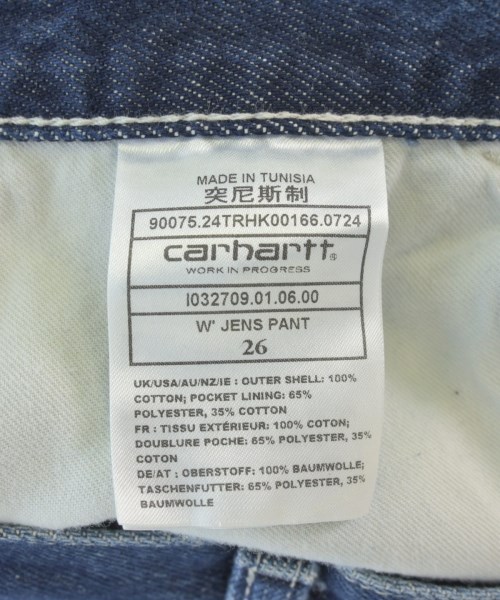 MADE IN TUNISIA
突尼斯制
90075.24TRHK00166.0724
carhartt®
WORK IN PROGRESS
I032709.01.06.00
W' JENS PANT
26
UK/USA/AU/NZ/IE : OUTER SHELL: 100%
COTTON; POCKET LINING: 65%
POLYESTER, 35% COTTON
FR : TISSU EXTÉRIEUR: 100% COTON;
DOUBLURE POCHE: 65% POLYESTER, 35%
COTON
DE/AT : OBERSTOFF: 100% BAUMWOLLE;
TASCHENFUTTER: 65% POLYESTER, 35%
BAUMWOLLE